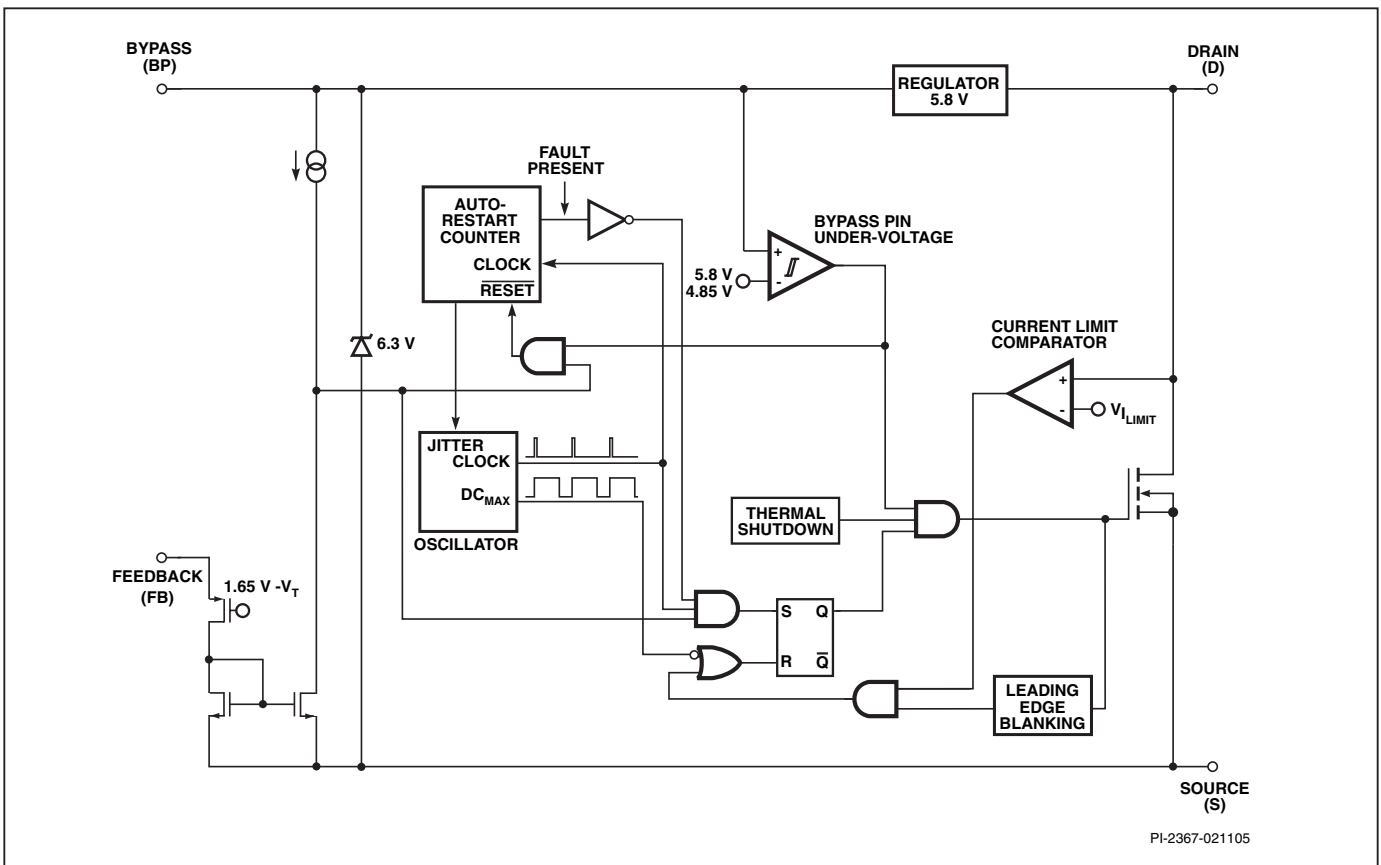 BYPASS
(BP)
DRAIN
(D)
REGULATOR
5.8 V
FAULT
PRESENT
AUTO-
RESTART
COUNTER
CLOCK
RESET
BYPASS PIN
UNDER-VOLTAGE
+
-
5.8 V
4.85 V
6.3 V
CURRENT LIMIT
COMPARATOR
+
-
VILIMIT
JITTER
CLOCK
DCMAX
OSCILLATOR
THERMAL
SHUTDOWN
FEEDBACK
(FB)
1.65 V -VT
S Q
R Q̅
LEADING
EDGE
BLANKING
SOURCE
(S)
PI-2367-021105